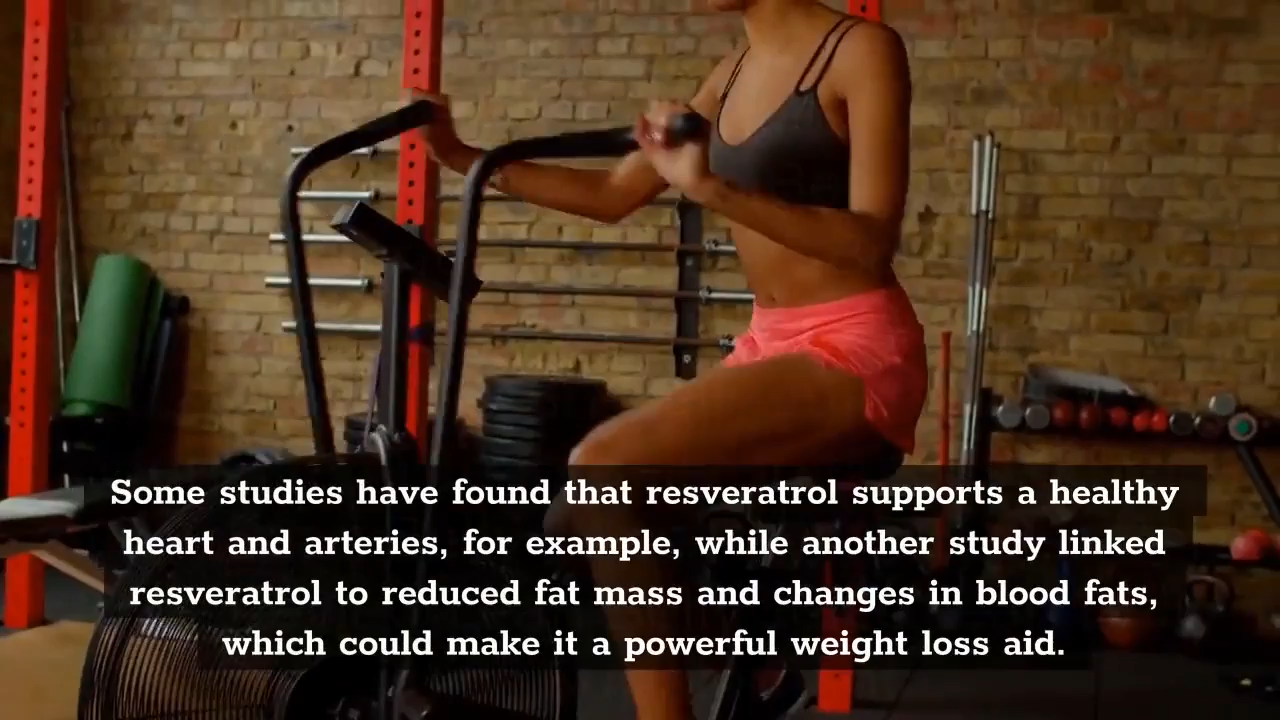 Some studies have found that resveratrol supports a healthy
heart and arteries, for example, while another study linked
resveratrol to reduced fat mass and changes in blood fats,
which could make it a powerful weight loss aid.